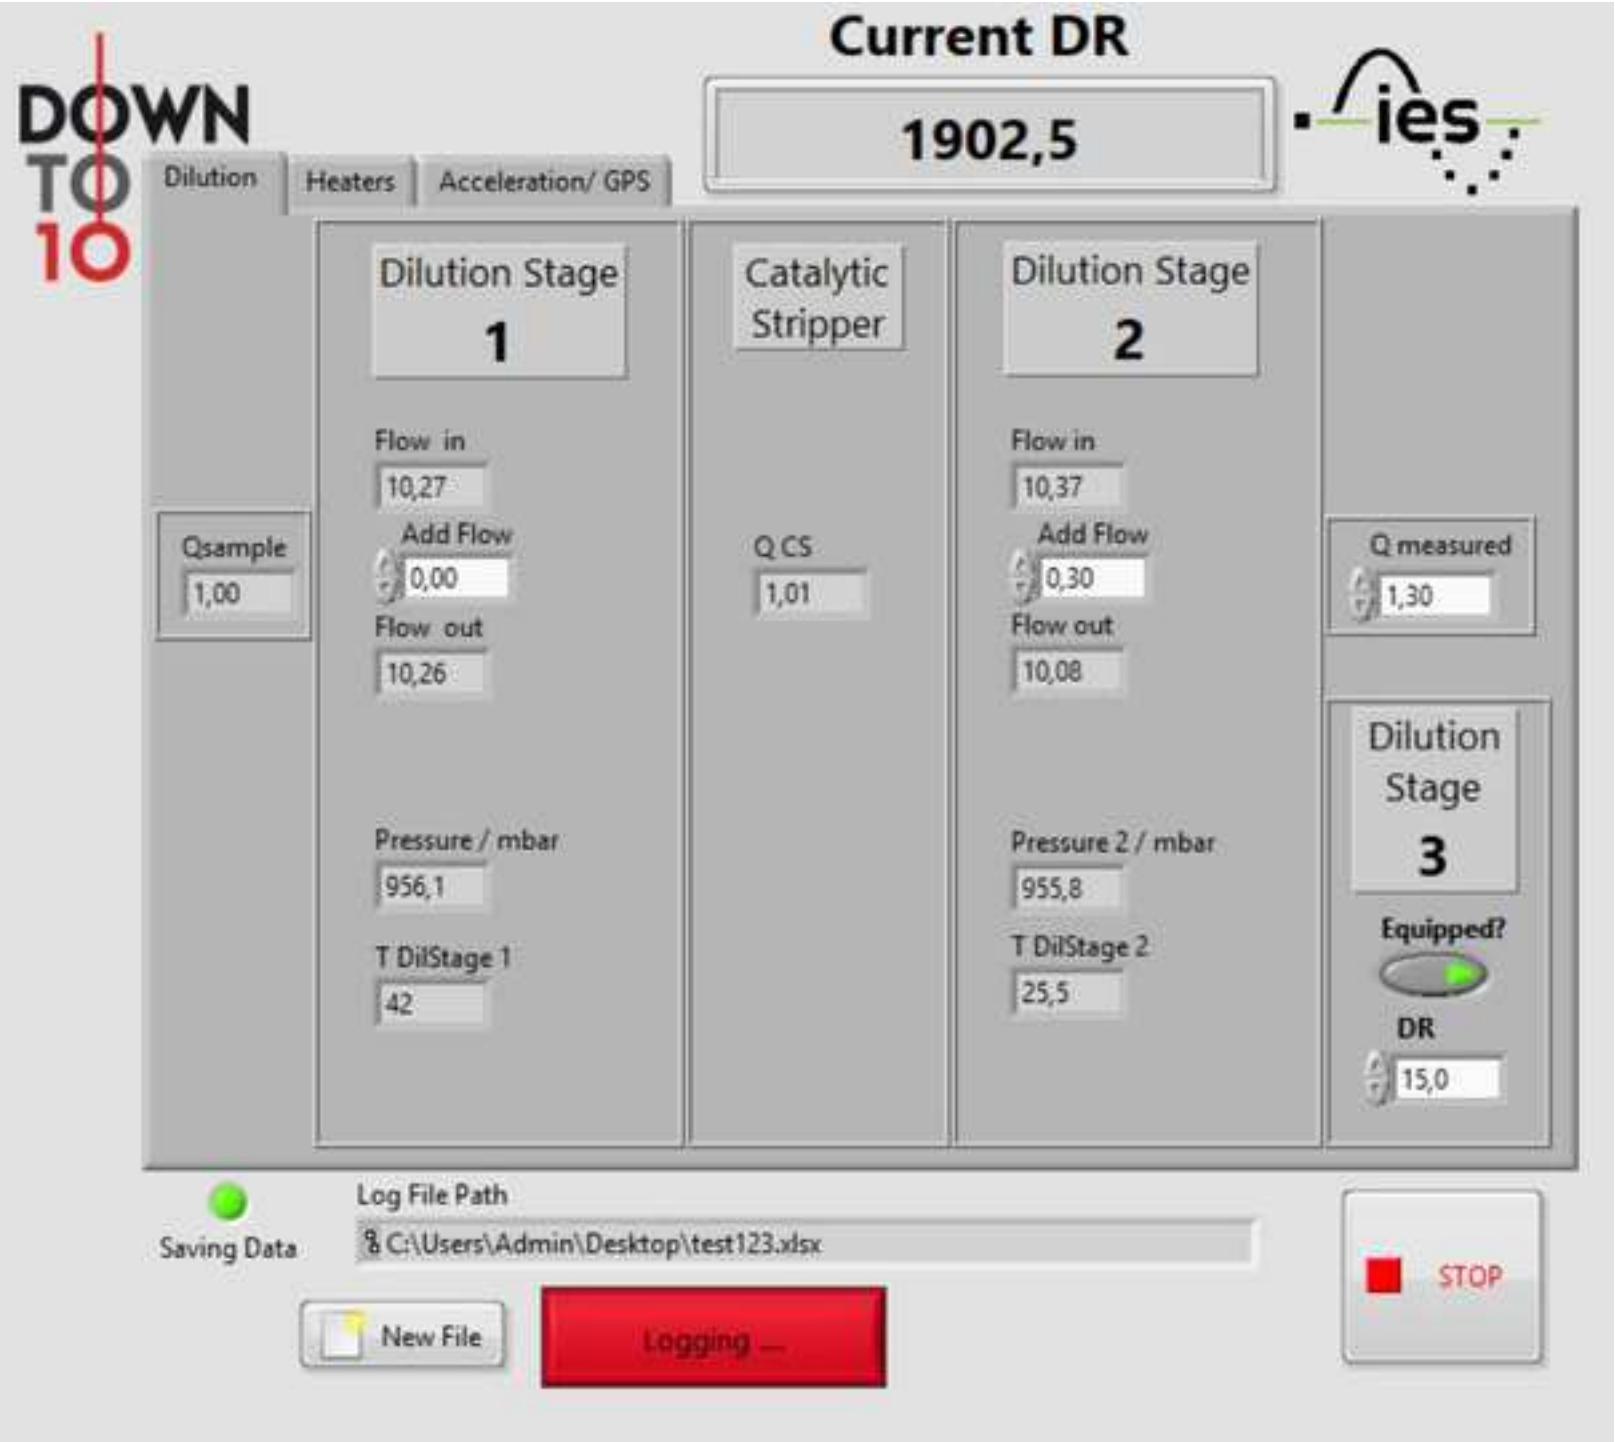 Current DR
DOWN
TO
10
1902,5
ies
Dilution
Heaters
Acceleration/ GPS
Dilution Stage
1
Catalytic
Stripper
Dilution Stage
2
Flow in
10,27
Add Flow
0,00
Flow out
10,26
Flow in
10,37
Add Flow
0,30
Flow out
10,08
Qsample
1,00
Q CS
1,01
Q measured
1,30
Pressure / mbar
956,1
T DilStage 1
42
Pressure 2 / mbar
955,8
T DilStage 2
25,5
Dilution
Stage
3
Equipped?
DR
15,0
Saving Data
Log File Path
C:\Users\Admin\Desktop\test123.xlsx
New File
Logging ...
STOP